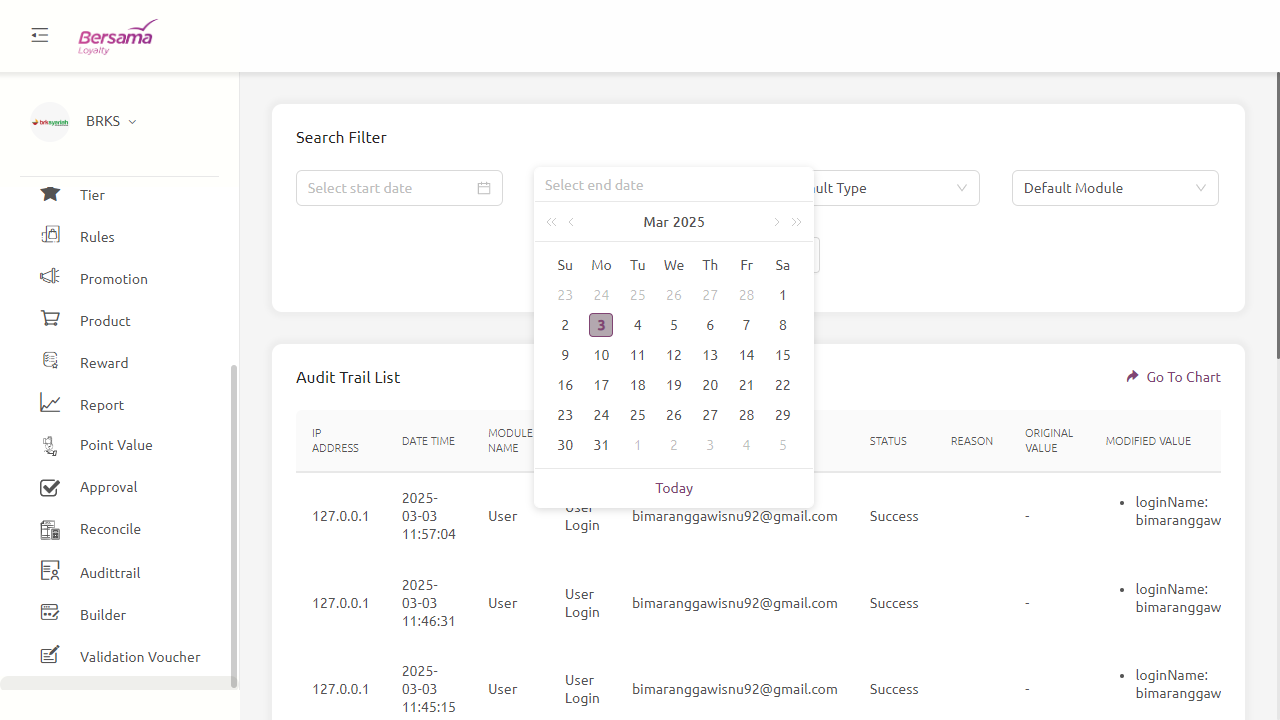 Bersama
Loyalty
brksyariah
BRKS
Tier
Rules
Promotion
Product
Reward
Report
Point Value
Approval
Reconcile
Audittrail
Builder
Validation Voucher
Search Filter
Select start date
Select end date
ult Type
Default Module
Mar 2025
Su Mo Tu We Th Fr Sa
23 24 25 26 27 28 1
2 3 4 5 6 7 8
9 10 11 12 13 14 15
16 17 18 19 20 21 22
23 24 25 26 27 28 29
30 31 1 2 3 4 5
Today
Audit Trail List
Go To Chart
IP ADDRESS DATE TIME MODULE NAME STATUS REASON ORIGINAL VALUE MODIFIED VALUE
127.0.0.1 2025-03-03 11:57:04 User User Login bimaranggawisnu92@gmail.com Success - • loginName: bimaranggaw
127.0.0.1 2025-03-03 11:46:31 User User Login bimaranggawisnu92@gmail.com Success - • loginName: bimaranggaw
127.0.0.1 2025-03-03 11:45:15 User User Login bimaranggawisnu92@gmail.com Success - • loginName: bimaranggaw